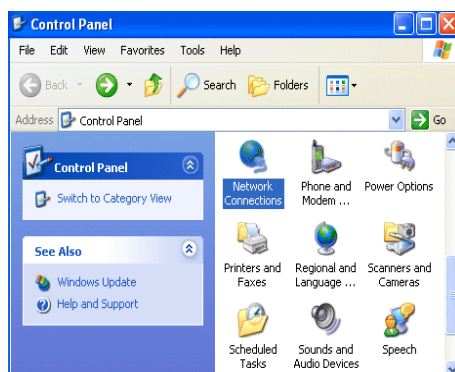 Control Panel
File Edit View Favorites Tools Help
Back Search Folders
Address Control Panel Go
Control Panel
Switch to Category View
See Also
Windows Update
Help and Support
Network Connections
Phone and Modem ...
Power Options
Printers and Faxes
Regional and Language ...
Scanners and Cameras
Scheduled Tasks
Sounds and Audio Devices
Speech